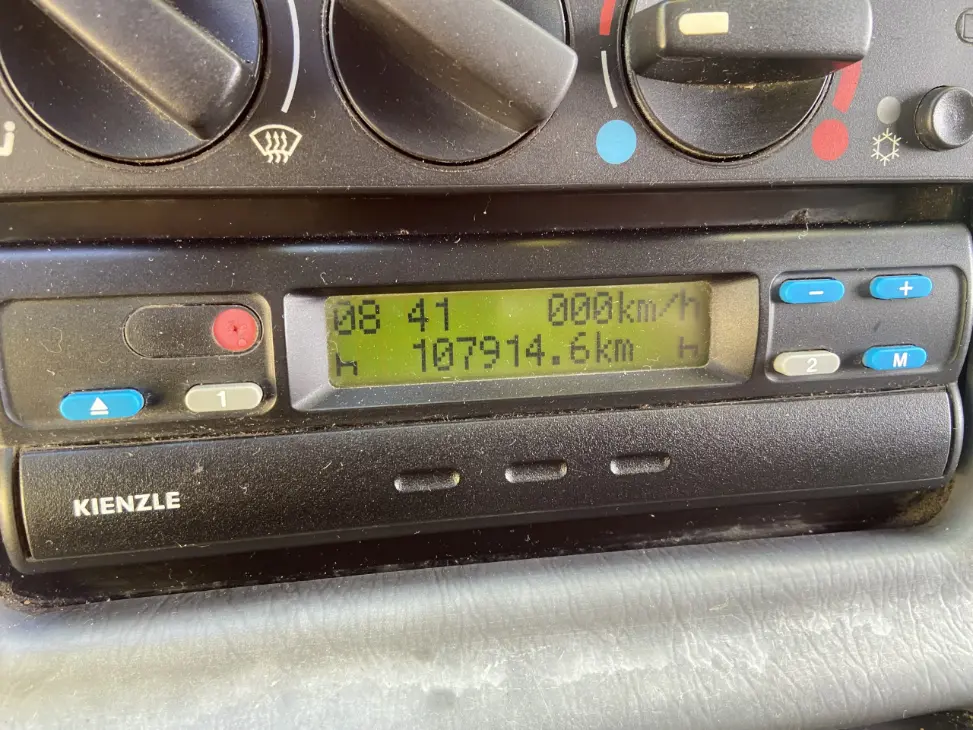 08 41 000km/h
h 107914.6km h
1
- +
2 M
KIENZLE